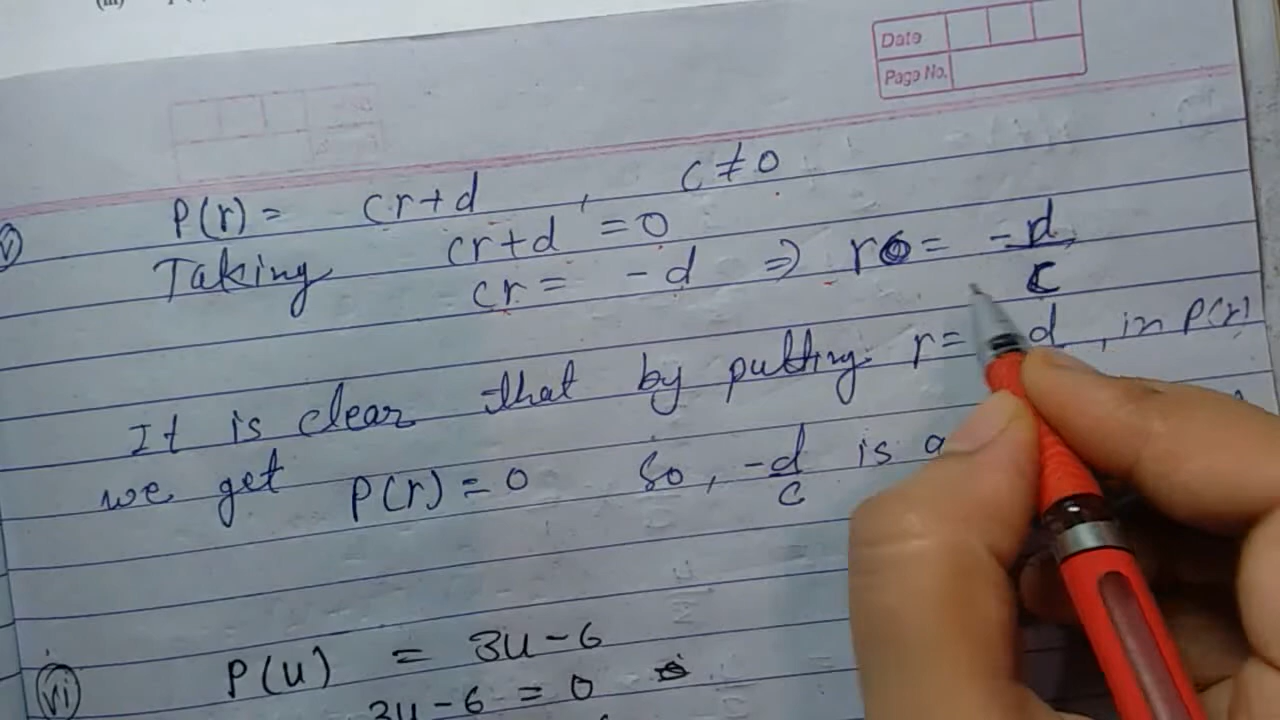 Date
Page No.
P(r) = cr+d , c≠0
Taking cr+d = 0
cr = -d ⇒ r = -d/c
It is clear that by putting r= d , in P(r)
we get P(r) = 0 So, -d/c is a
(vi) P(u) = 3u-6
3u-6 = 0